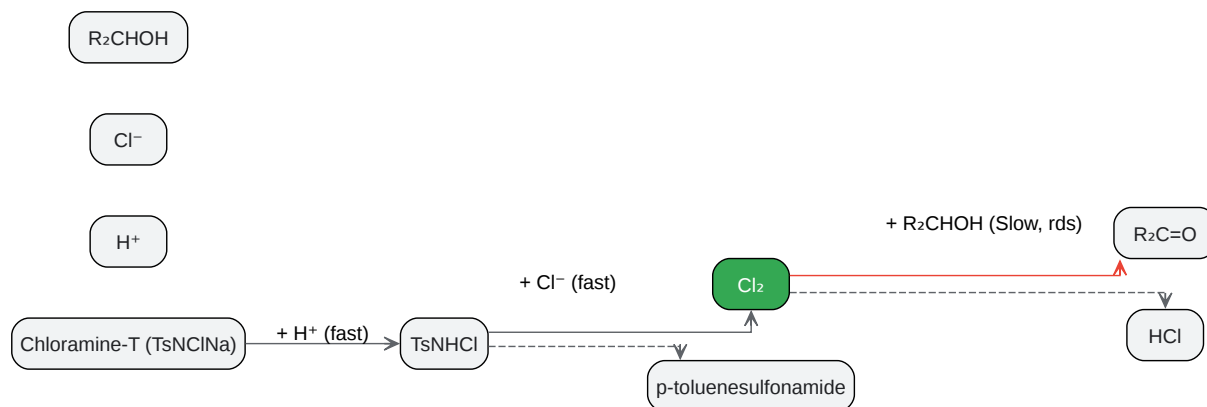 R₂CHOH
Cl⁻
H⁺
+ R₂CHOH (Slow, rds)
R₂C=O
+ Cl⁻ (fast)
Cl₂
Chloramine-T (TsNClNa)
+ H⁺ (fast)
TsNHCl
HCl
p-toluenesulfonamide